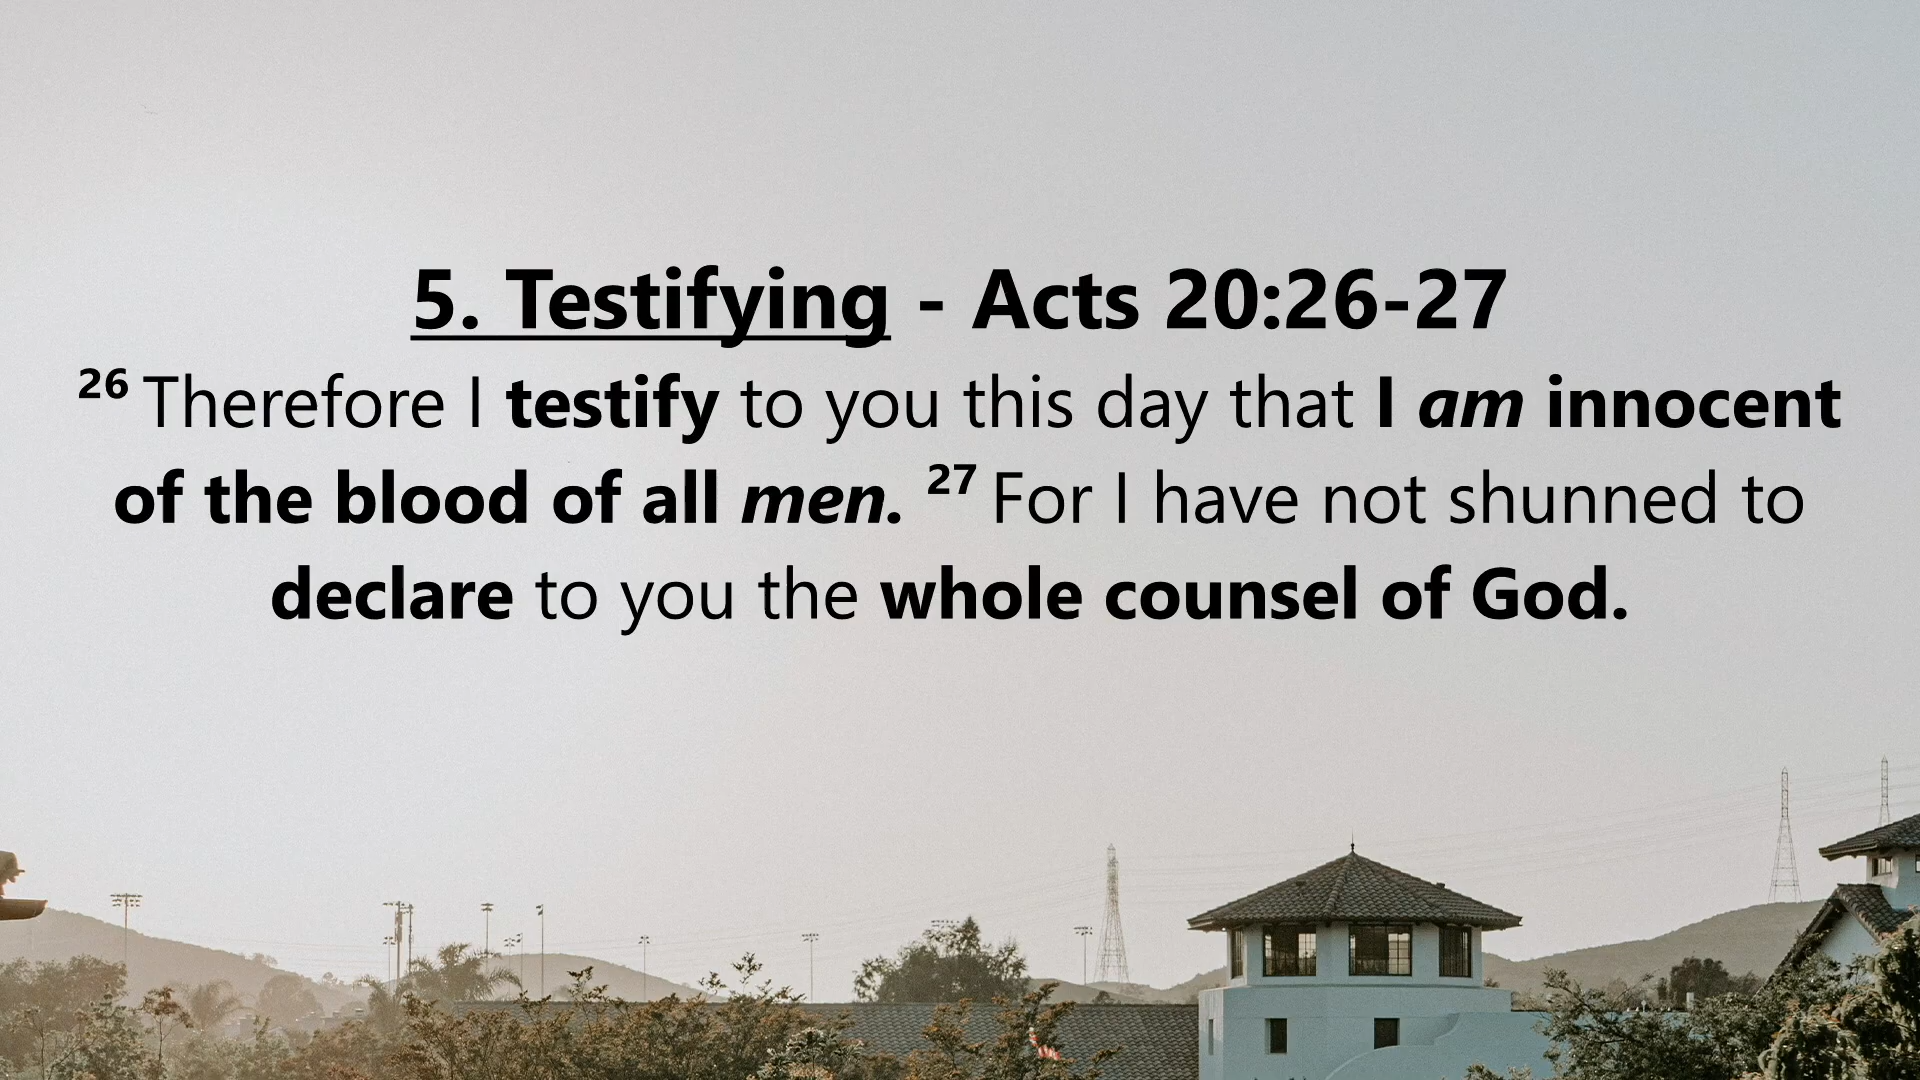 5. Testifying - Acts 20:26-27
26 Therefore I testify to you this day that I am innocent
of the blood of all men. 27 For I have not shunned to
declare to you the whole counsel of God.